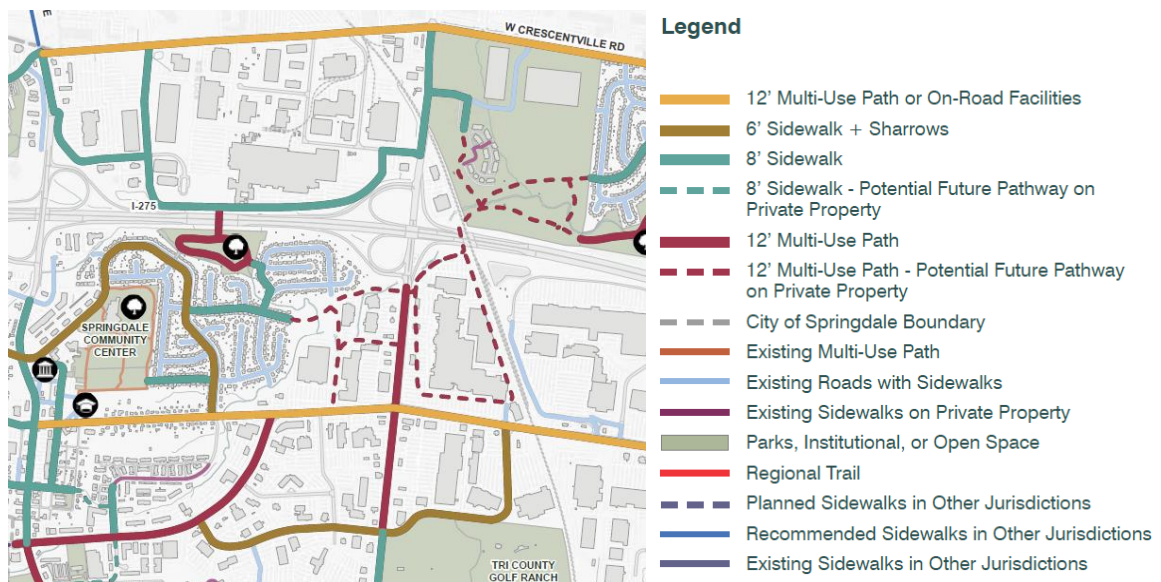 W CRESCENTVILLE RD
I-275
SPRINGDALE
COMMUNITY
CENTER
TRI COUNTY
GOLF RANCH
Legend
12’ Multi-Use Path or On-Road Facilities
6’ Sidewalk + Sharrows
8’ Sidewalk
8’ Sidewalk - Potential Future Pathway on
Private Property
12’ Multi-Use Path
12’ Multi-Use Path - Potential Future Pathway
on Private Property
City of Springdale Boundary
Existing Multi-Use Path
Existing Roads with Sidewalks
Existing Sidewalks on Private Property
Parks, Institutional, or Open Space
Regional Trail
Planned Sidewalks in Other Jurisdictions
Recommended Sidewalks in Other Jurisdictions
Existing Sidewalks in Other Jurisdictions